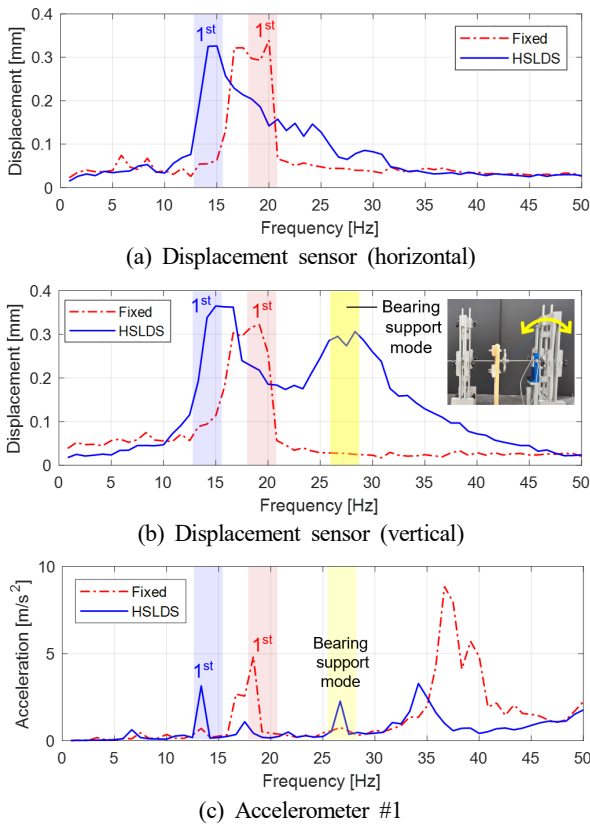 Displacement [mm]
0.4
0.3
0.2
0.1
0
1st
1st
Fixed
HSLDS
0 5 10 15 20 25 30 35 40 45 50
Frequency [Hz]
(a) Displacement sensor (horizontal)
Displacement [mm]
0.4
0.3
0.2
0.1
0
Fixed
HSLDS
1st
1st
Bearing
support
mode
0 5 10 15 20 25 30 35 40 45 50
Frequency [Hz]
(b) Displacement sensor (vertical)
Acceleration [m/s2]
10
5
0
Fixed
HSLDS
1st
1st
Bearing
support
mode
0 5 10 15 20 25 30 35 40 45 50
Frequency [Hz]
(c) Accelerometer #1